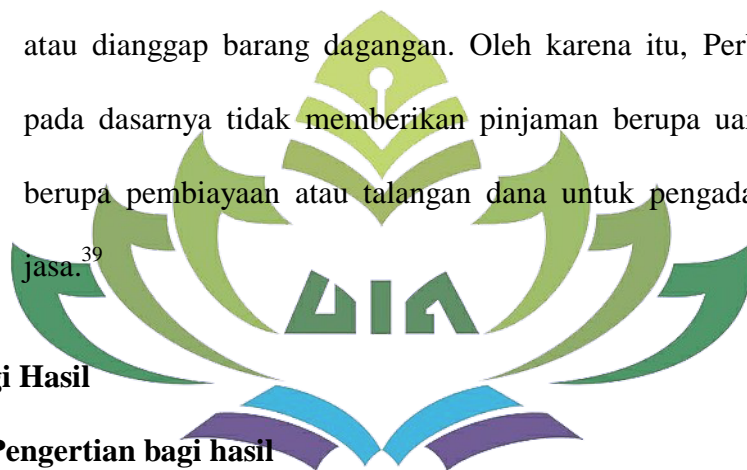 atau dianggap barang dagangan. Oleh karena itu,
pada dasarnya tidak memberikan pinjaman berupa
berupa pembiayaan atau talangan dana untuk
jasa.39
UIN
Hasil
Pengertian bagi hasil